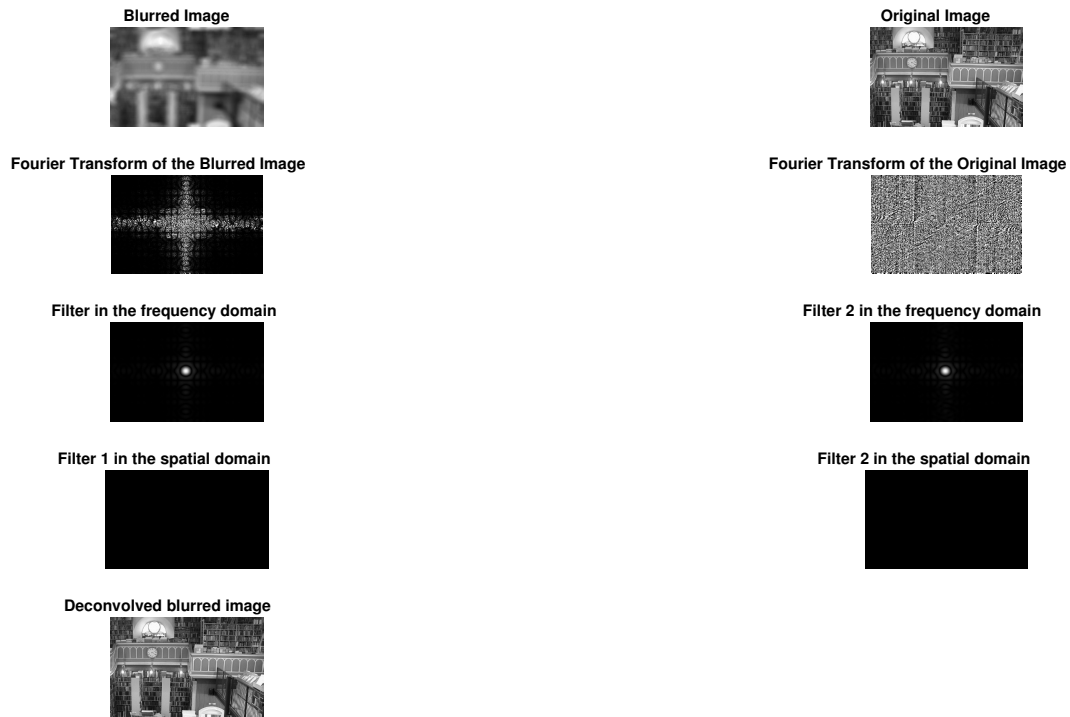 Blurred Image
Original Image
Fourier Transform of the Blurred Image
Fourier Transform of the Original Image
Filter in the frequency domain
Filter 2 in the frequency domain
Filter 1 in the spatial domain
Filter 2 in the spatial domain
Deconvolved blurred image